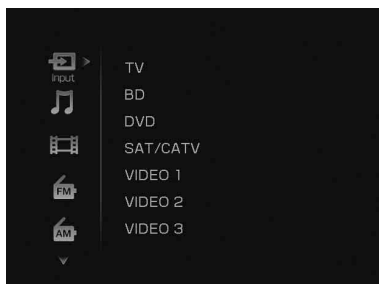 input
TV
BD
DVD
SAT/CATV
VIDEO 1
VIDEO 2
VIDEO 3
FM
AM